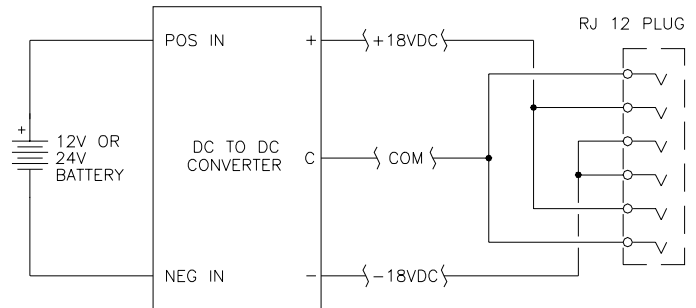 RJ 12 PLUG
POS IN
+
+18VDC
+
12V OR
24V
BATTERY
DC TO DC
CONVERTER
C
COM
NEG IN
-
-18VDC